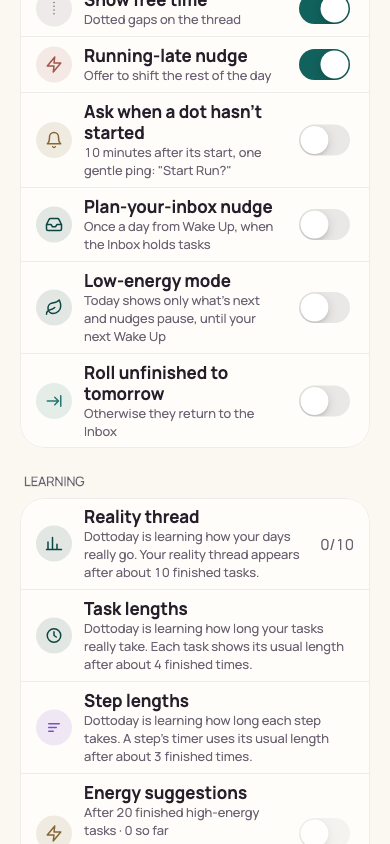 Show free time
Dotted gaps on the thread
Running-late nudge
Offer to shift the rest of the day
Ask when a dot hasn't
started
10 minutes after its start, one
gentle ping: "Start Run?"
Plan-your-inbox nudge
Once a day from Wake Up, when
the Inbox holds tasks
Low-energy mode
Today shows only what's next
and nudges pause, until your
next Wake Up
Roll unfinished to
tomorrow
Otherwise they return to the
Inbox
LEARNING
Reality thread
Dottoday is learning how your days
really go. Your reality thread appears
after about 10 finished tasks.
0/10
Task lengths
Dottoday is learning how long your tasks
really take. Each task shows its usual length
after about 4 finished times.
Step lengths
Dottoday is learning how long each step
takes. A step's timer uses its usual length
after about 3 finished times.
Energy suggestions
After 20 finished high-energy
tasks · 0 so far